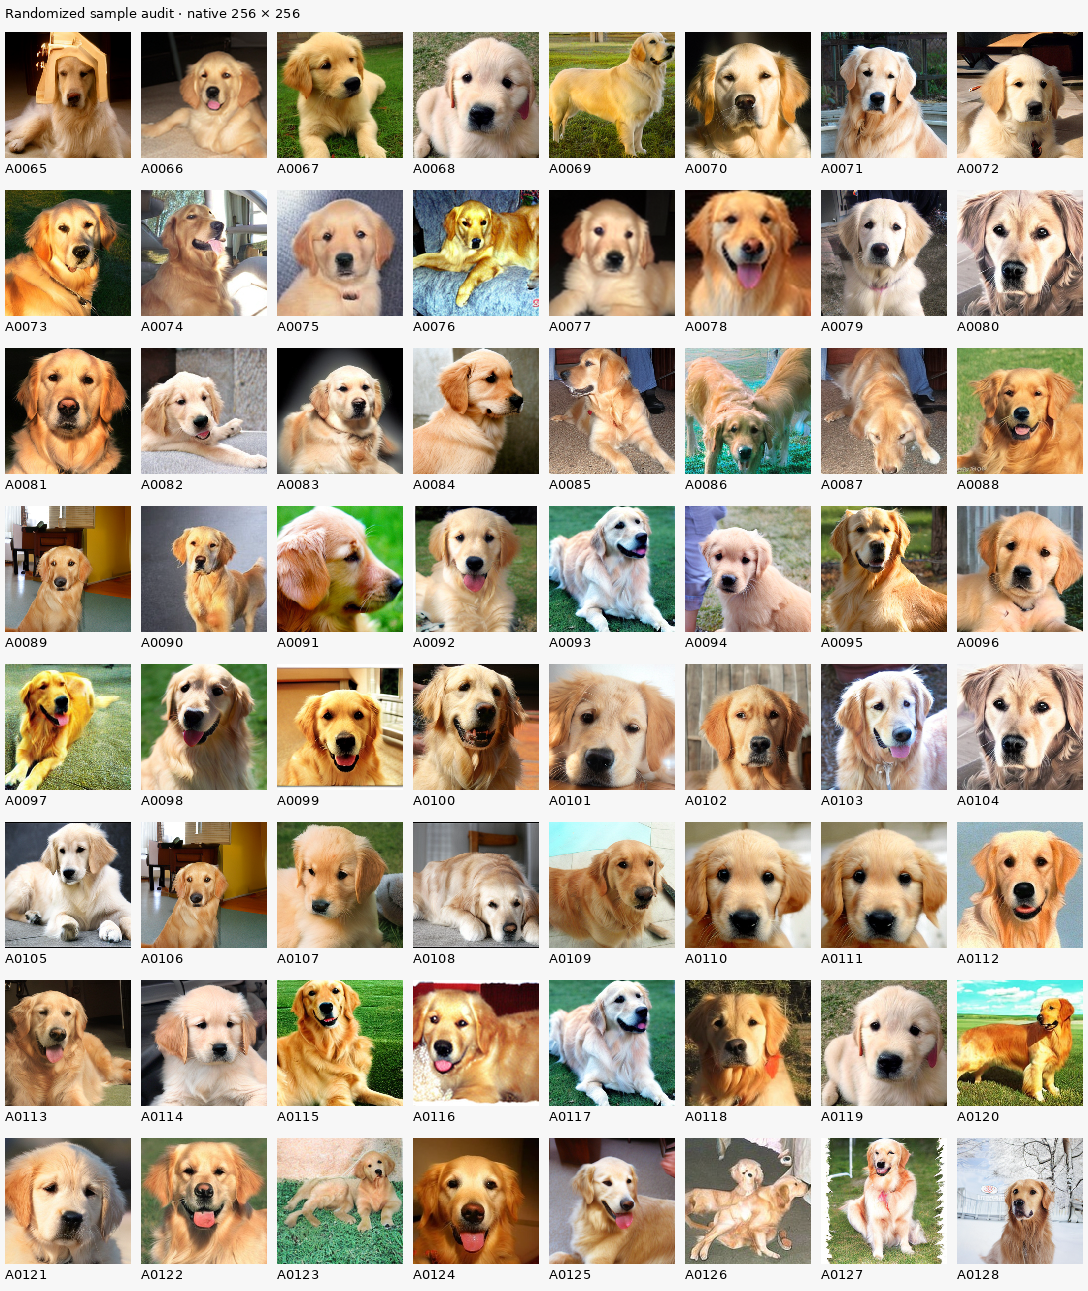 Randomized sample audit · native 256 × 256
A0065 A0066 A0067 A0068 A0069 A0070 A0071 A0072
A0073 A0074 A0075 A0076 A0077 A0078 A0079 A0080
A0081 A0082 A0083 A0084 A0085 A0086 A0087 A0088
A0089 A0090 A0091 A0092 A0093 A0094 A0095 A0096
A0097 A0098 A0099 A0100 A0101 A0102 A0103 A0104
A0105 A0106 A0107 A0108 A0109 A0110 A0111 A0112
A0113 A0114 A0115 A0116 A0117 A0118 A0119 A0120
A0121 A0122 A0123 A0124 A0125 A0126 A0127 A0128